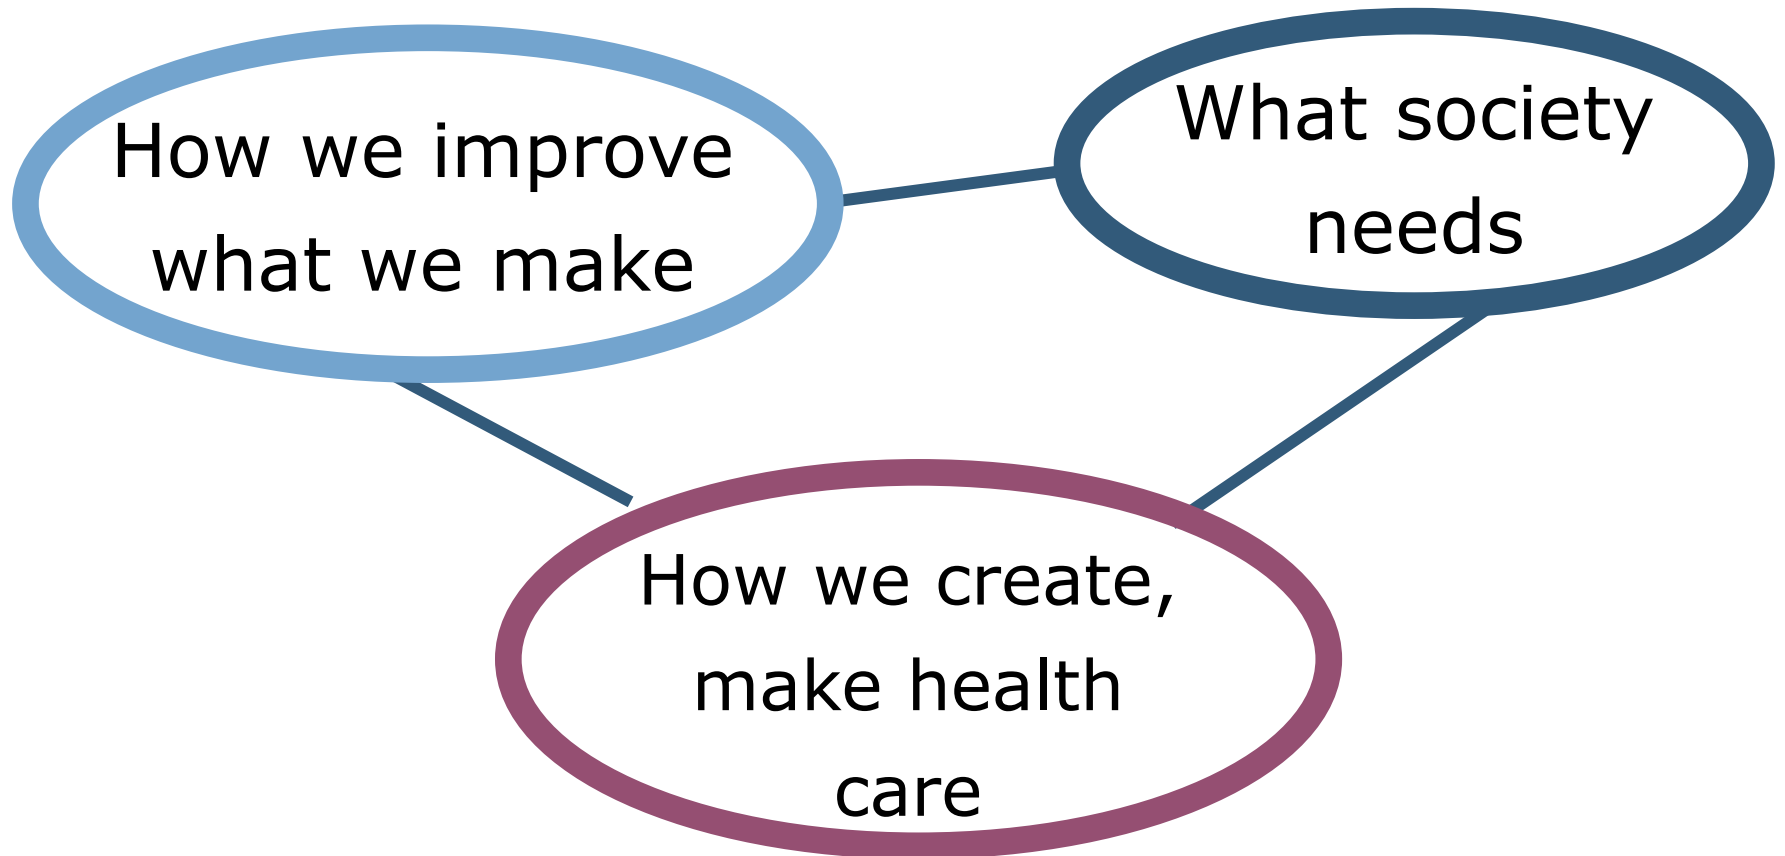 How we improve
what we make
What society
needs
How we create,
make health
care